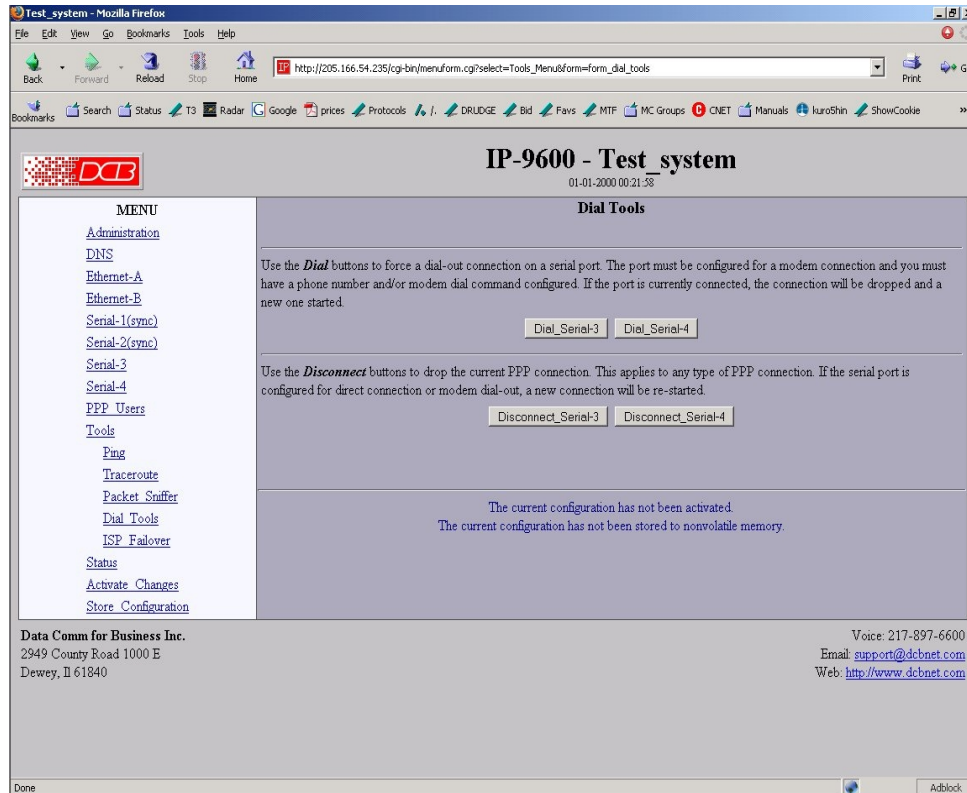 Test_system - Mozilla Firefox
File Edit View Go Bookmarks Tools Help
Back Forward Reload Stop Home
http://205.166.54.235/cgi-bin/menuform.cgi?select=Tools_Menu&form=form_dial_tools
Print G
Bookmarks Search Status T3 Radar Google prices Protocols /. DRUDGE Bid Favs MTF MC Groups CNET Manuals kuro5hin ShowCookie »
DCB
IP-9600 - Test_system
01-01-2000 00:21:58
MENU
Administration
DNS
Ethernet-A
Ethernet-B
Serial-1(sync)
Serial-2(sync)
Serial-3
Serial-4
PPP Users
Tools
Ping
Traceroute
Packet Sniffer
Dial Tools
ISP Failover
Status
Activate Changes
Store Configuration
Dial Tools
Use the Dial buttons to force a dial-out connection on a serial port. The port must be configured for a modem connection and you must
have a phone number and/or modem dial command configured. If the port is currently connected, the connection will be dropped and a
new one started.
Dial_Serial-3 Dial_Serial-4
Use the Disconnect buttons to drop the current PPP connection. This applies to any type of PPP connection. If the serial port is
configured for direct connection or modem dial-out, a new connection will be re-started.
Disconnect_Serial-3 Disconnect_Serial-4
The current configuration has not been activated.
The current configuration has not been stored to nonvolatile memory.
Data Comm for Business Inc.
2949 County Road 1000 E
Dewey, Il 61840
Voice: 217-897-6600
Email: support@dcbnet.com
Web: http://www.dcbnet.com
Done
Adblock